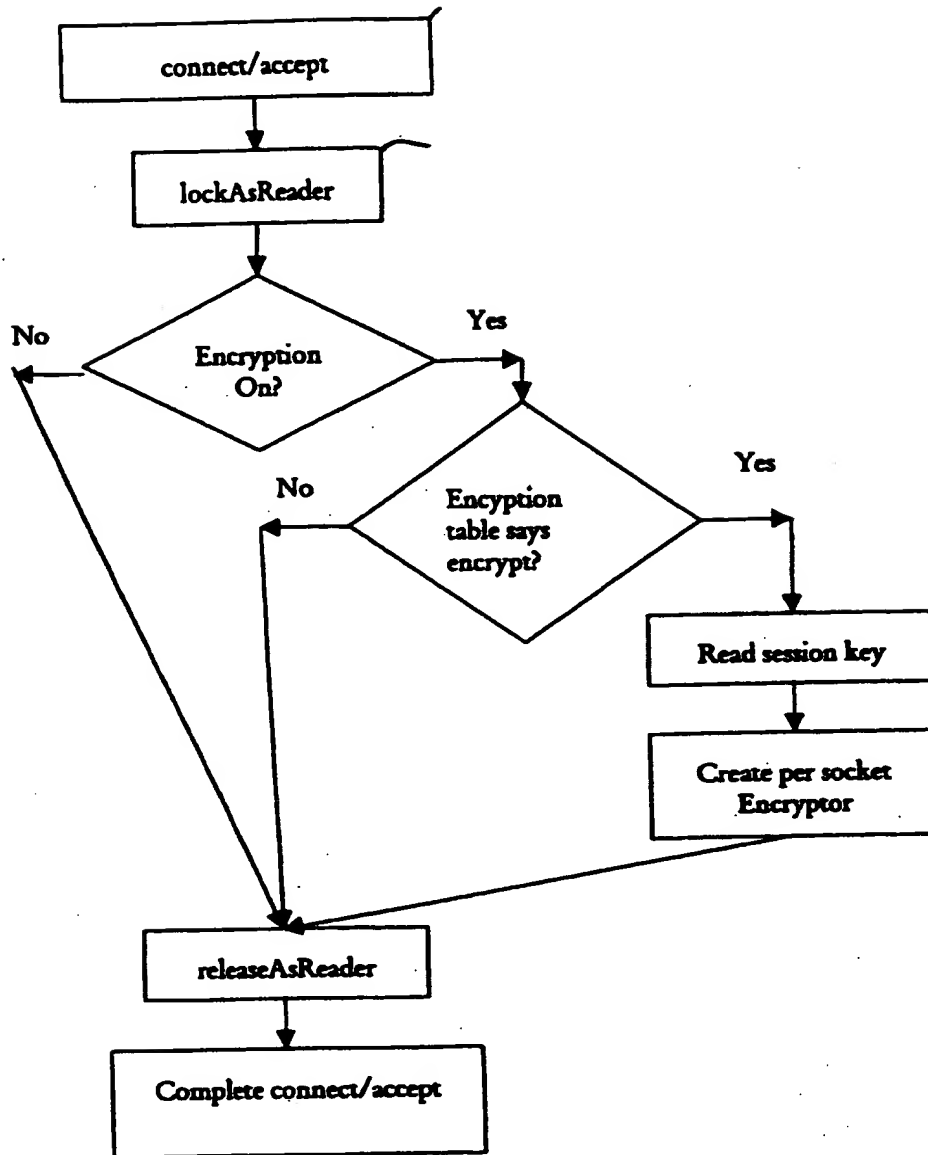 connect/accept
lockAsReader
No
Yes
Encryption
On?
No
Yes
Encyption
table says
encrypt?
Read session key
Create per socket
Encryptor
releaseAsReader
Complete connect/accept